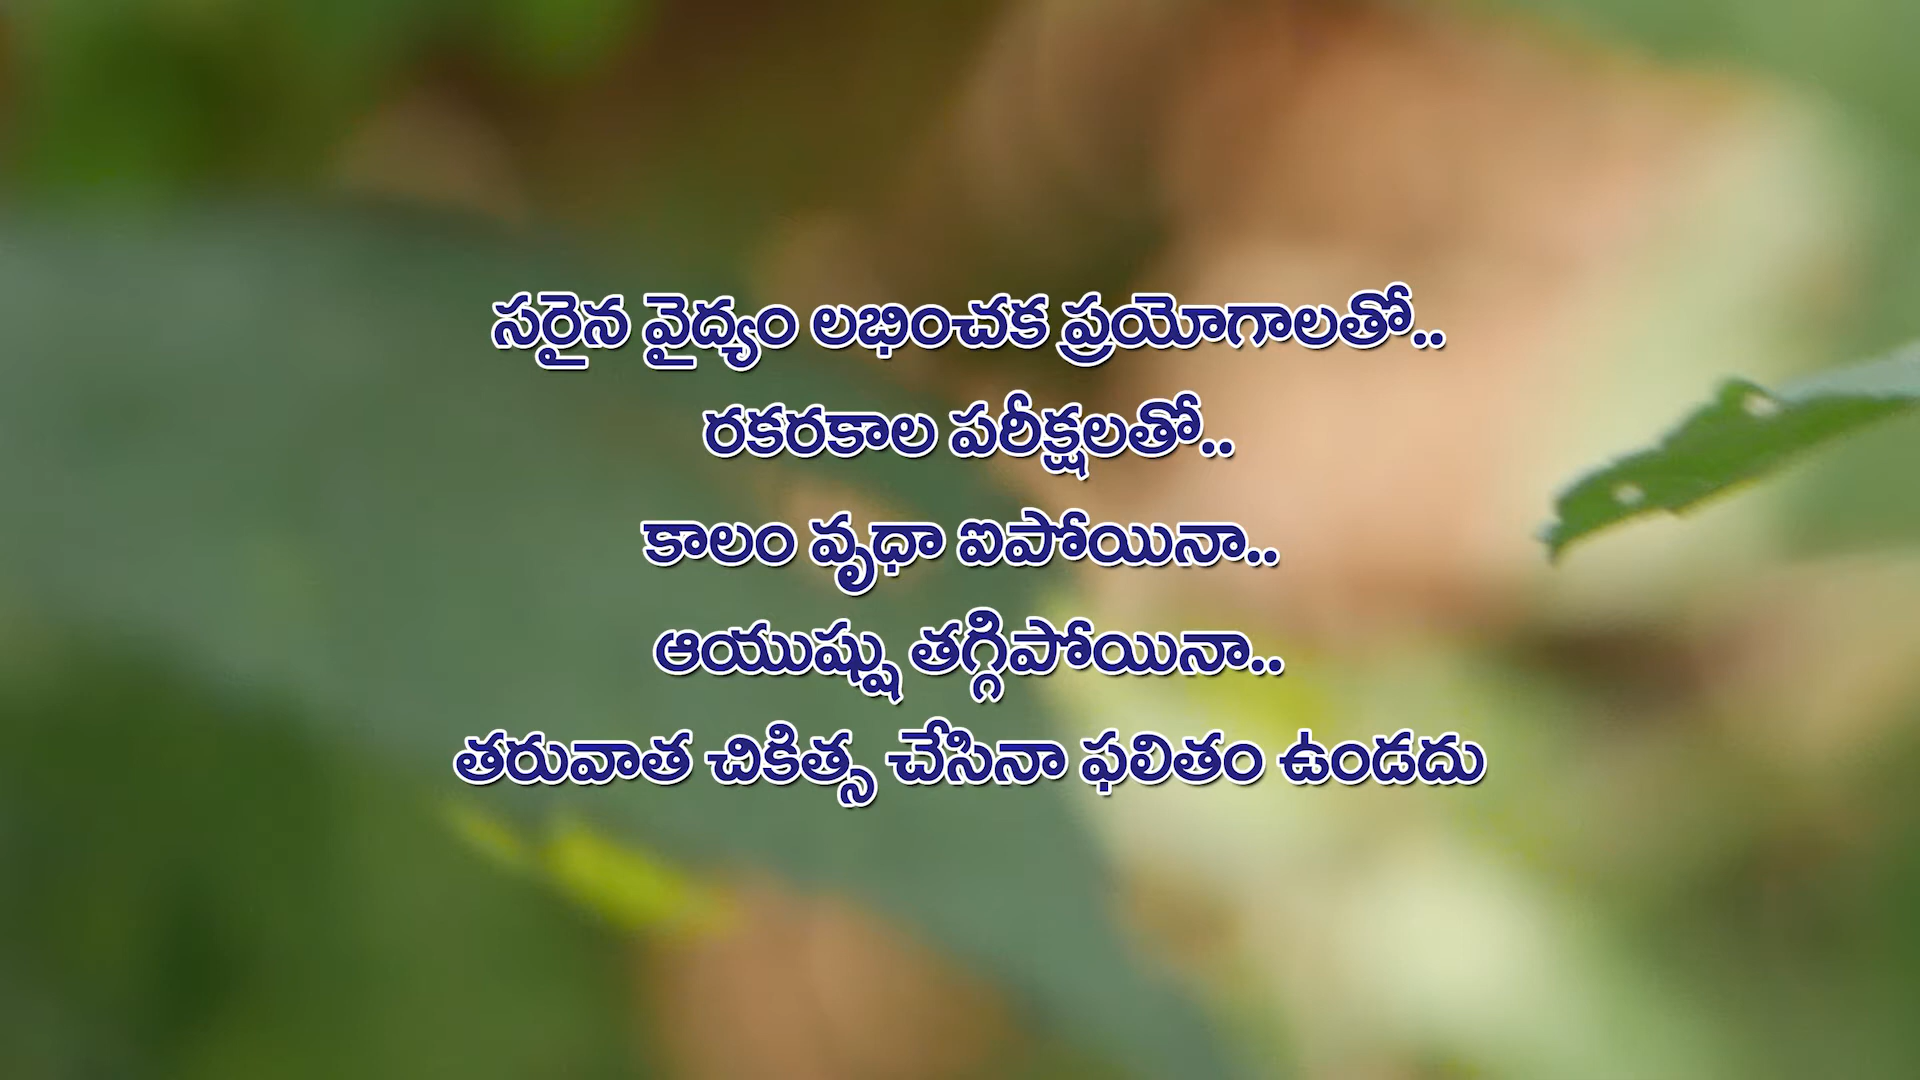 సరైన వైద్యం లభించక ప్రయోగాలతో..
రకరకాల పరీక్షలతో..
కాలం వృధా ఐపోయినా..
ఆయుష్షు తగ్గిపోయినా..
తరువాత చికిత్స చేసినా ఫలితం ఉండదు